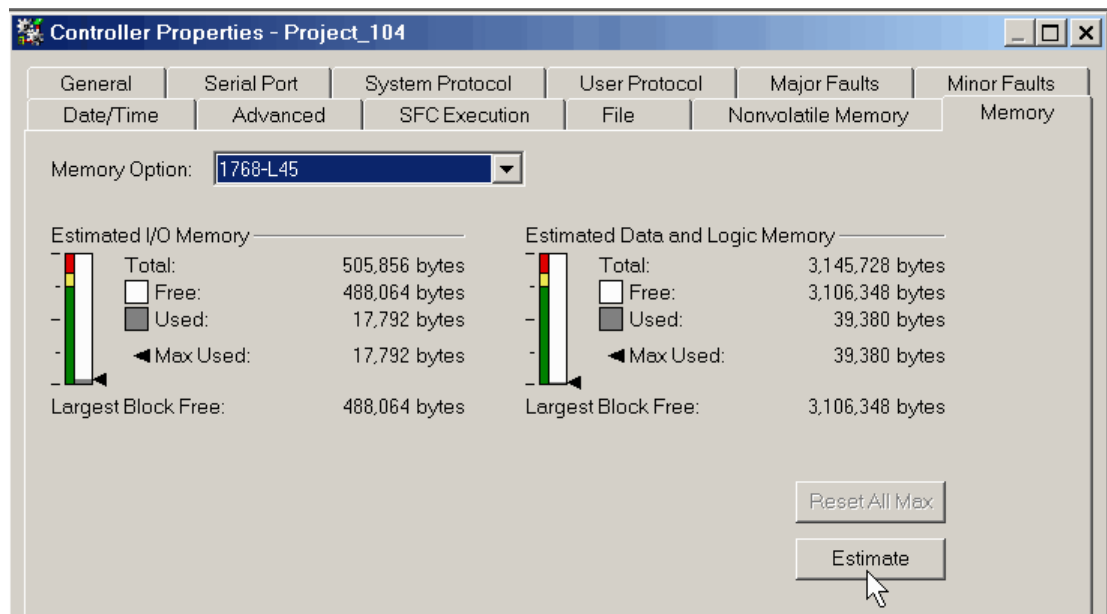 Controller Properties - Project_104
General Serial Port System Protocol User Protocol Major Faults Minor Faults
Date/Time Advanced SFC Execution File Nonvolatile Memory Memory
Memory Option: 1768-L45
Estimated I/O Memory Estimated Data and Logic Memory
Total: 505,856 bytes Total: 3,145,728 bytes
Free: 488,064 bytes Free: 3,106,348 bytes
Used: 17,792 bytes Used: 39,380 bytes
Max Used: 17,792 bytes Max Used: 39,380 bytes
Largest Block Free: 488,064 bytes Largest Block Free: 3,106,348 bytes
Reset All Max
Estimate